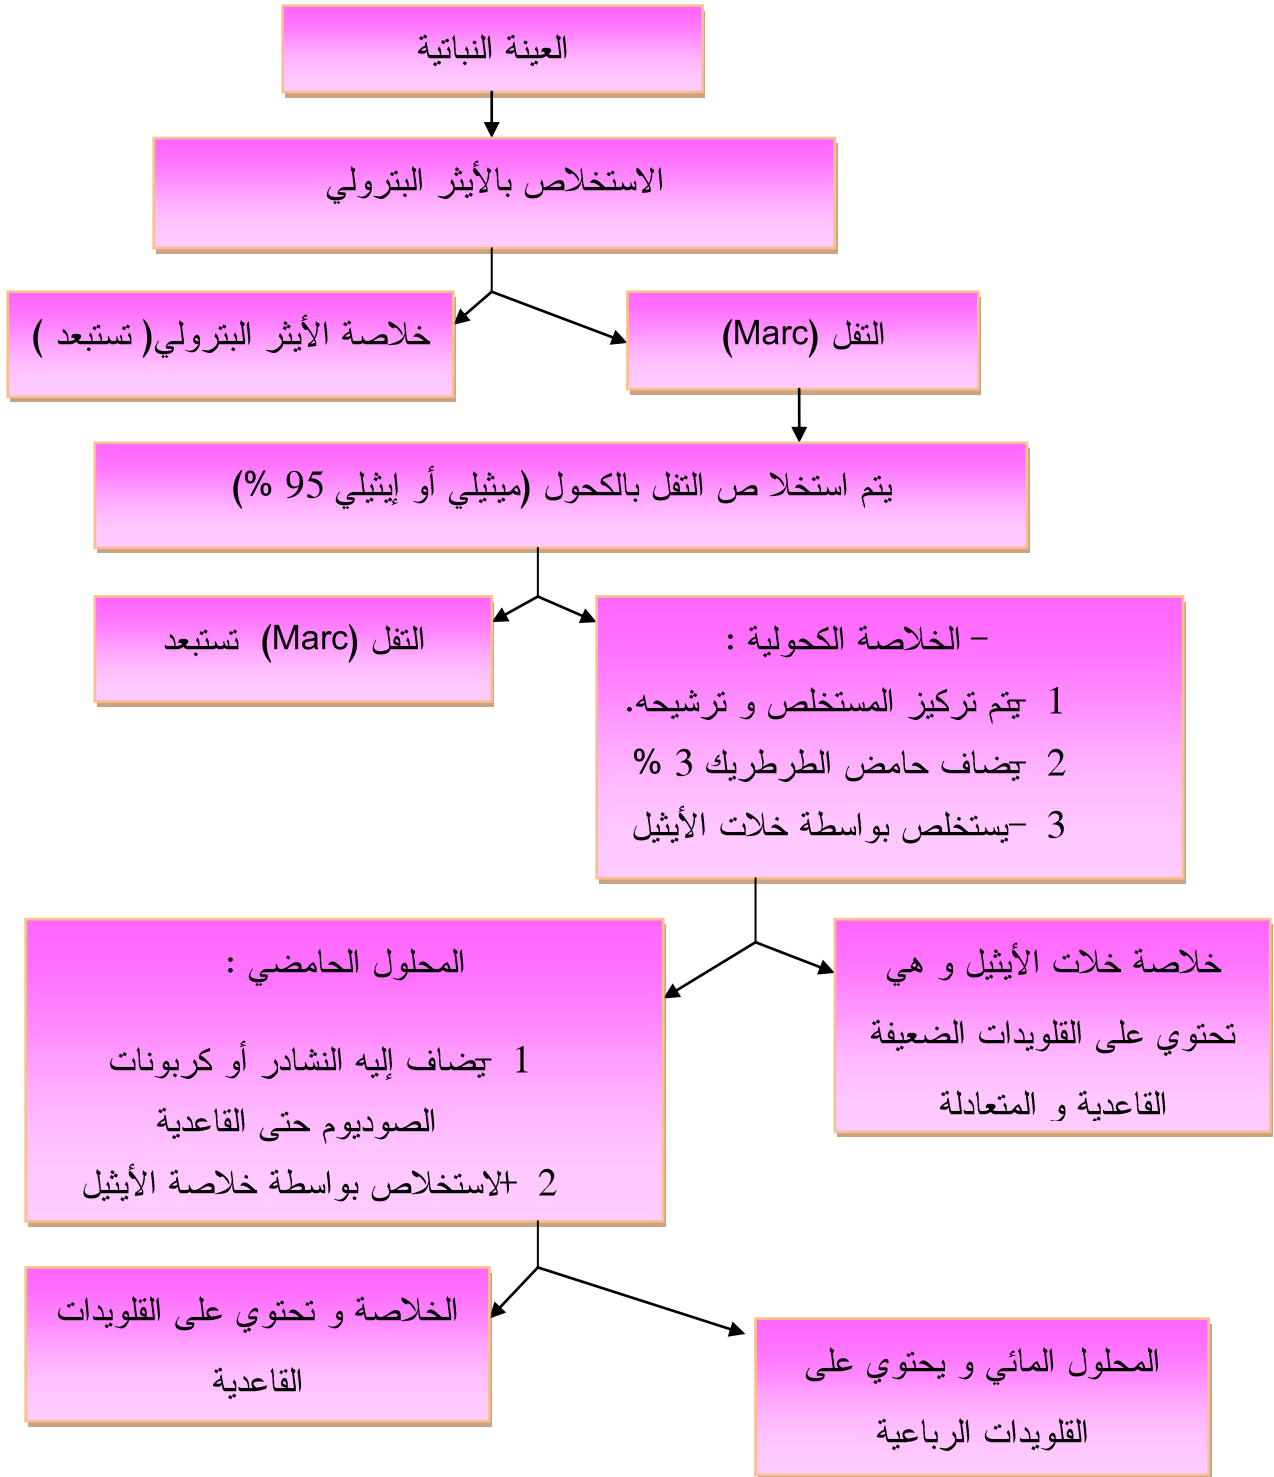 العينة النباتية
الاستخلاص بالأيثر البترولي
التفل (Marc)
خلاصة الأيثر البترولي( تستبعد )
يتم استخلا ص التفل بالكحول (ميثيلي أو إيثيلي 95 %)
– الخلاصة الكحولية :
1 –يتم تركيز المستخلص و ترشيحه.
2 –يضاف حامض الطرطريك 3 %
3 –يستخلص بواسطة خلات الأيثيل
التفل (Marc) تستبعد
خلاصة خلات الأيثيل و هي
تحتوي على القلويدات الضعيفة
القاعدية و المتعادلة
المحلول الحامضي :
1 –يضاف إليه النشادر أو كربونات
الصوديوم حتى القاعدية
2 –الاستخلاص بواسطة خلاصة الأيثيل
الخلاصة و تحتوي على القلويدات
القاعدية
المحلول المائي و يحتوي على
القلويدات الرباعية